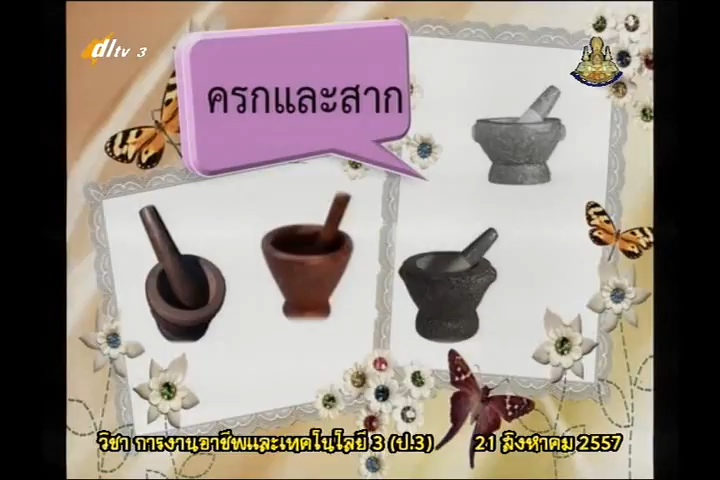 dltv 3
ครกและสาก
วิชา การงานอาชีพและเทคโนโลยี 3 (ป.3) 21 สิงหาคม 2557